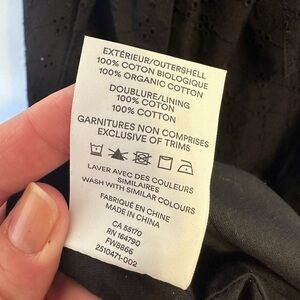 EXTÉRIEUR/OUTERSHELL
100% COTON BIOLOGIQUE
100% ORGANIC COTTON
DOUBLURE/LINING
100% COTON
100% COTTON
GARNITURES NON COMPRISES
EXCLUSIVE OF TRIMS
LAVER AVEC DES COULEURS
SIMILAIRES
WASH WITH SIMILAR COLOURS
FABRIQUÉ EN CHINE
MADE IN CHINA
CA 55170
RN 164790
FW8866
2510471-002